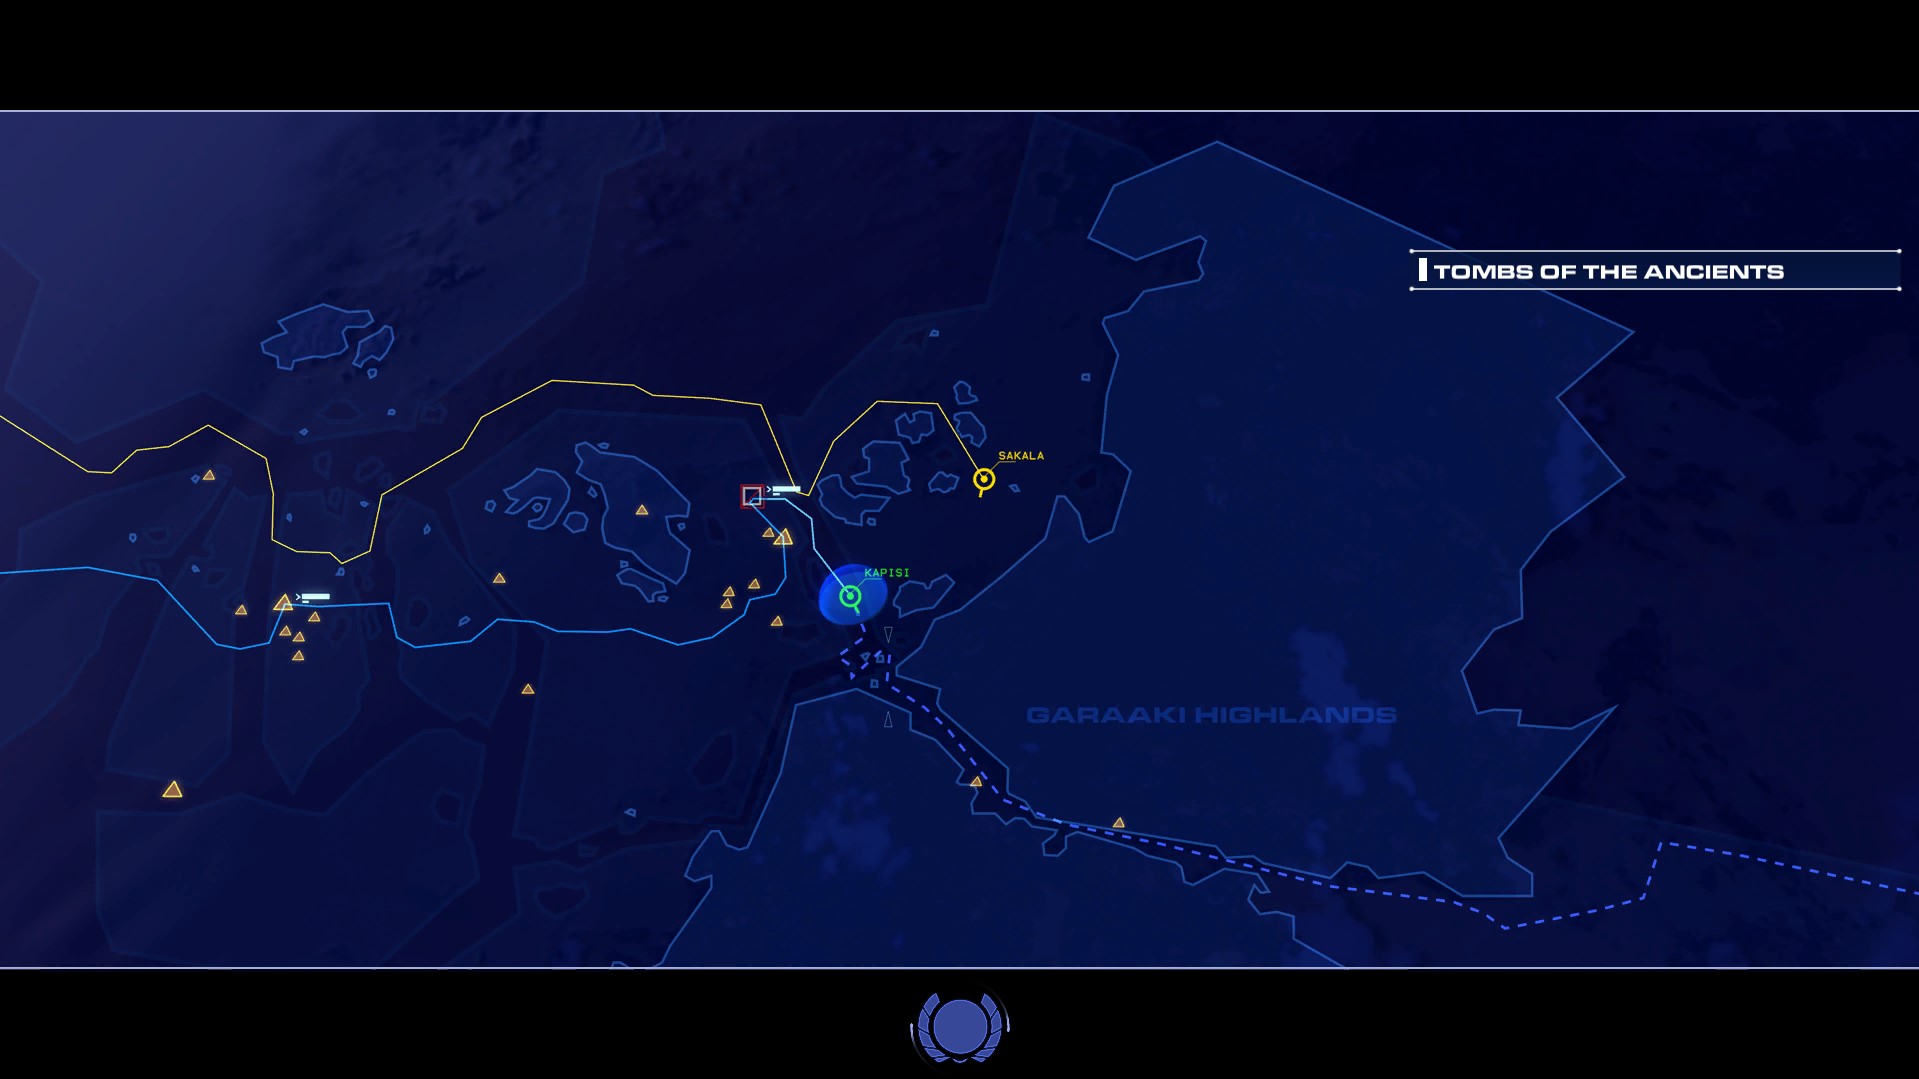 TOMBS OF THE ANCIENTS
SAKALA
KAPISI
GARAAKI HIGHLANDS